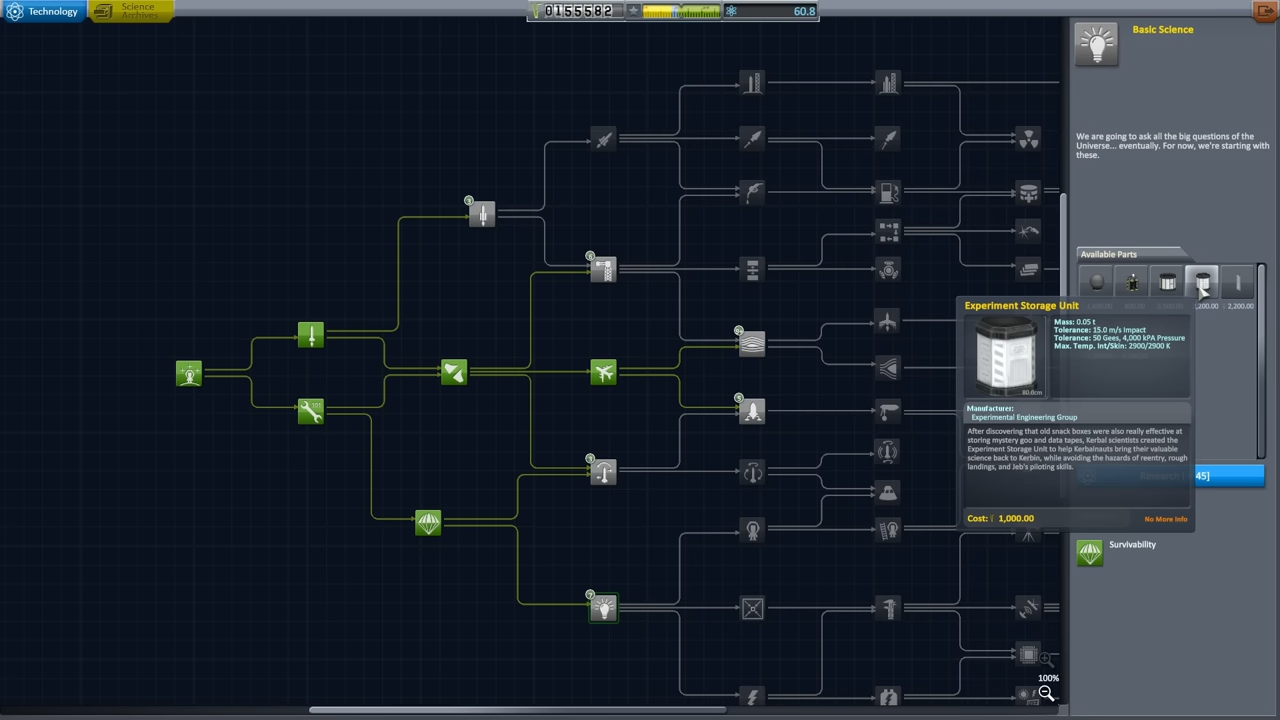 Technology
Science
Archives
0155582
60.8
Basic Science
We are going to ask all the big questions of the
Universe... eventually. For now, we're starting with
these.
Available Parts
2,200.00
Experiment Storage Unit
Mass: 0.05 t
Tolerance: 15.0 m/s Impact
Tolerance: 50 Gees, 4,000 kPa Pressure
Max. Temp. Int/Skin: 2900/2900 K
80.0cm
Manufacturer:
Experimental Engineering Group
After discovering that old snack boxes were also really effective at
storing mystery goo and data tapes, Kerbal scientists created the
Experiment Storage Unit to help Kerbalnauts bring their valuable
science back to Kerbin, while avoiding the hazards of reentry, rough
landings, and Jeb's piloting skills.
45]
Cost: 1,000.00
No More Info
Survivability
101
100%